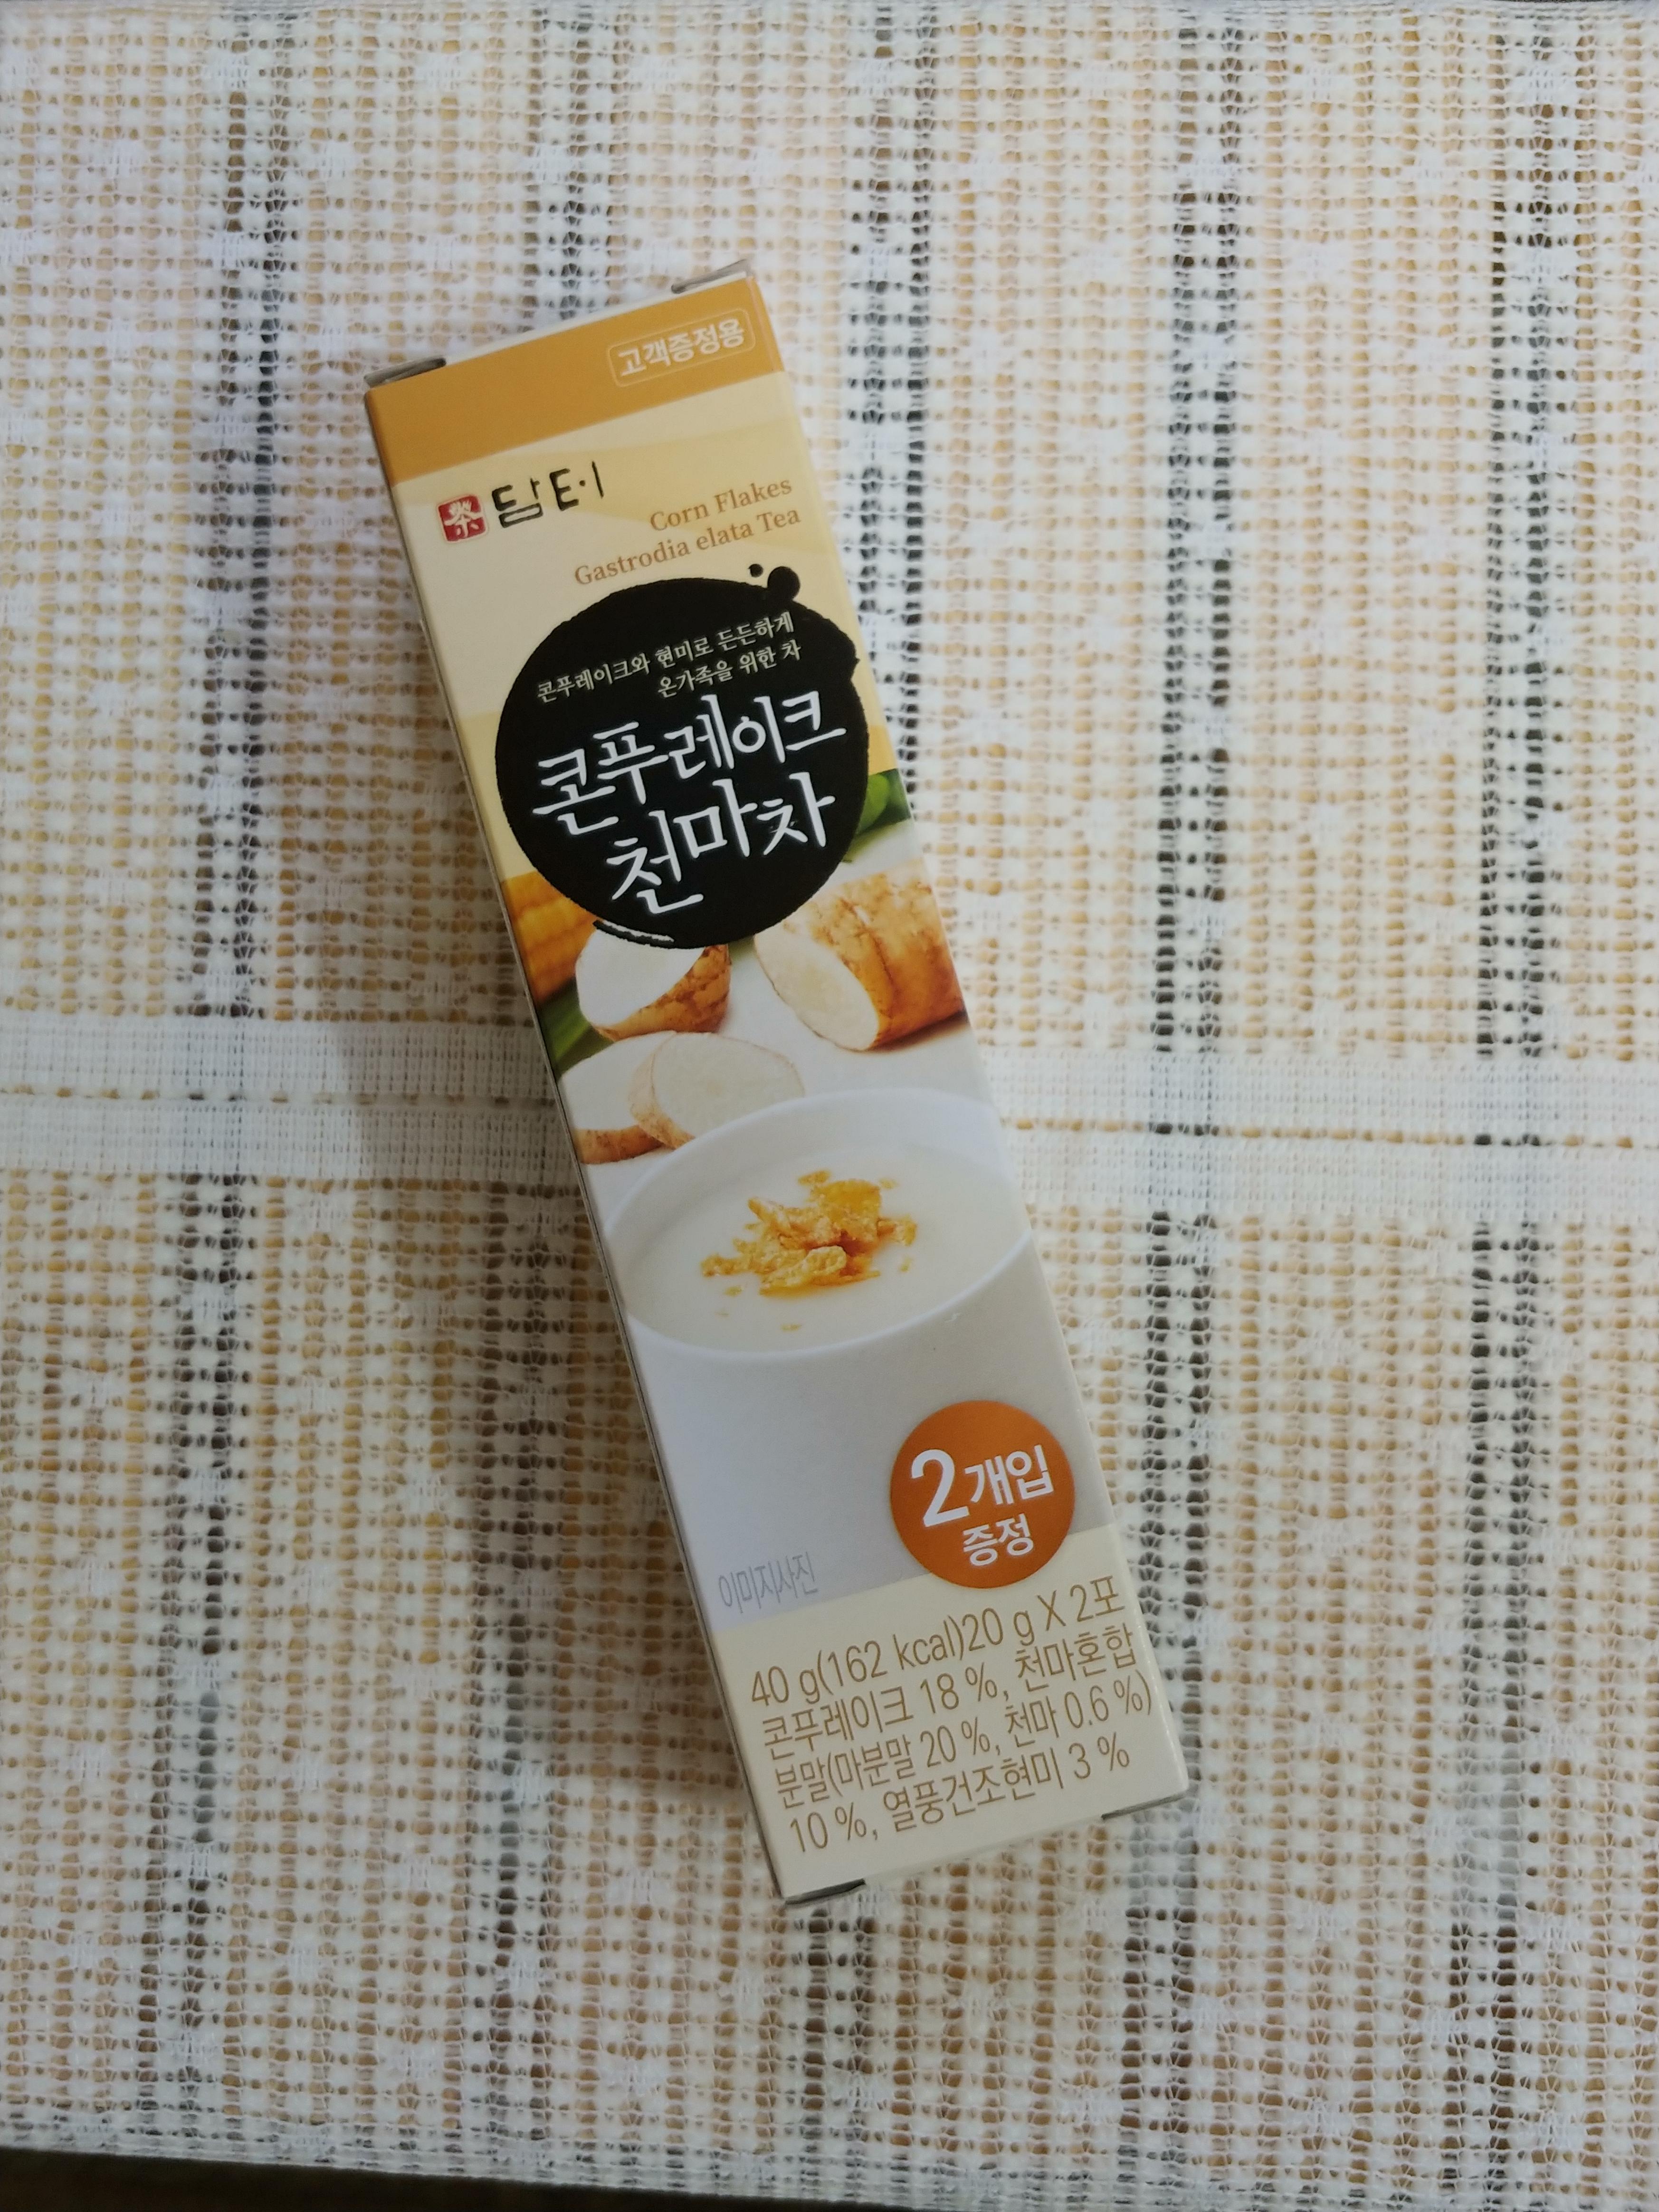 고객증정용
茶 담터
Corn Flakes
Gastrodia elata Tea
콘푸레이크와 현미로 든든하게
온가족을 위한 차
콘푸레이크
천마차
2개입
증정
이미지사진
40 g(162 kcal)20 g X 2포
콘푸레이크 18 %, 천마혼합
분말(마분말 20 %, 천마 0.6 %)
10 %, 열풍건조현미 3 %